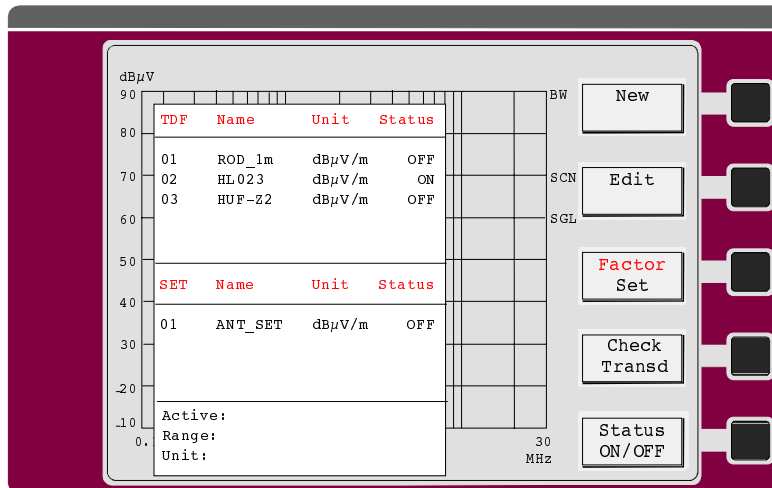 dBµV
90
80
70
60
50
40
30
20
10
0.
30
MHz
BW
SCN
SGL
TDF Name Unit Status
01 ROD_1m dBµV/m OFF
02 HL023 dBµV/m ON
03 HUF-Z2 dBµV/m OFF
SET Name Unit Status
01 ANT_SET dBµV/m OFF
Active:
Range:
Unit:
New
Edit
Factor
Set
Check
Transd
Status
ON/OFF